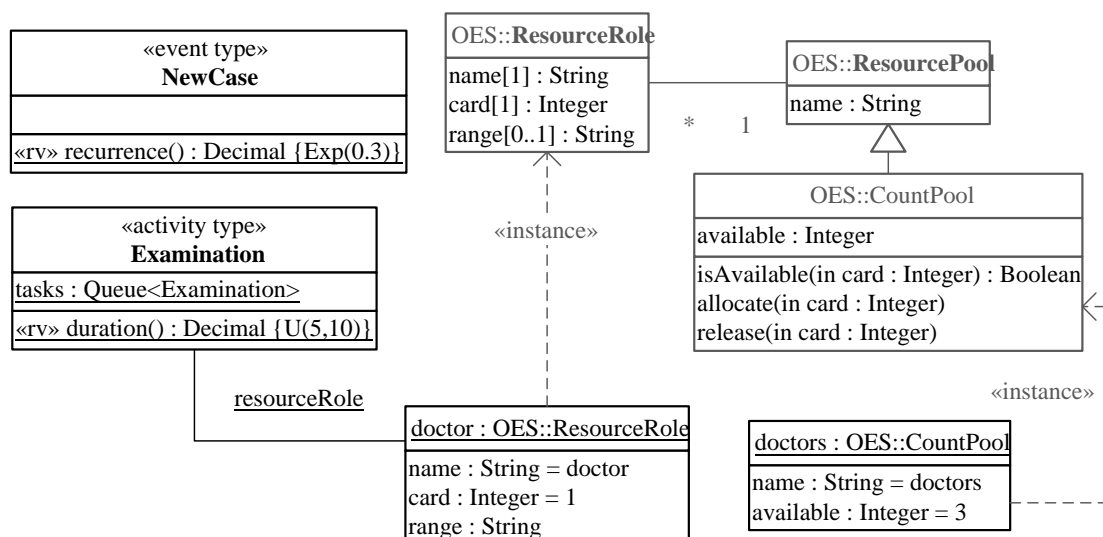 «event type»
NewCase
«rv» recurrence() : Decimal {Exp(0.3)}
OES::ResourceRole
name[1] : String
card[1] : Integer
range[0..1] : String
* 1
OES::ResourcePool
name : String
OES::CountPool
available : Integer
isAvailable(in card : Integer) : Boolean
allocate(in card : Integer)
release(in card : Integer)
«activity type»
Examination
tasks : Queue<Examination>
«rv» duration() : Decimal {U(5,10)}
«instance»
resourceRole
«instance»
doctor : OES::ResourceRole
name : String = doctor
card : Integer = 1
range : String
doctors : OES::CountPool
name : String = doctors
available : Integer = 3